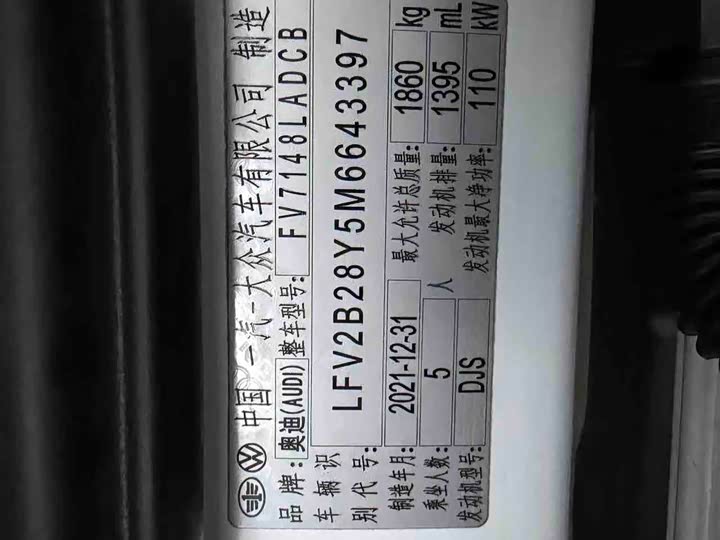 中国 一汽-大众汽车有限公司 制造
品牌: 奥迪(AUDI) 整车型号: FV7148LADCB
车辆识别代号: LFV2B28Y5M6643397
制造年月: 2021-12-31 最大允许总质量: 1860 kg
乘坐人数: 5 人 发动机排量: 1395 mL
发动机型号: DJS 发动机最大净功率: 110 kW